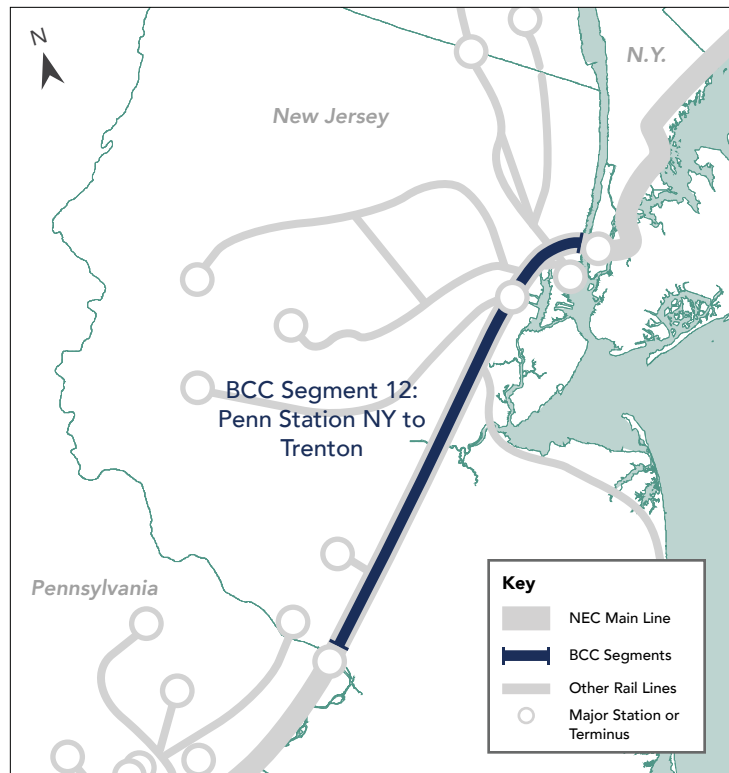 N
N.Y.
New Jersey
BCC Segment 12:
Penn Station NY to
Trenton
Pennsylvania
Key
NEC Main Line
BCC Segments
Other Rail Lines
Major Station or
Terminus